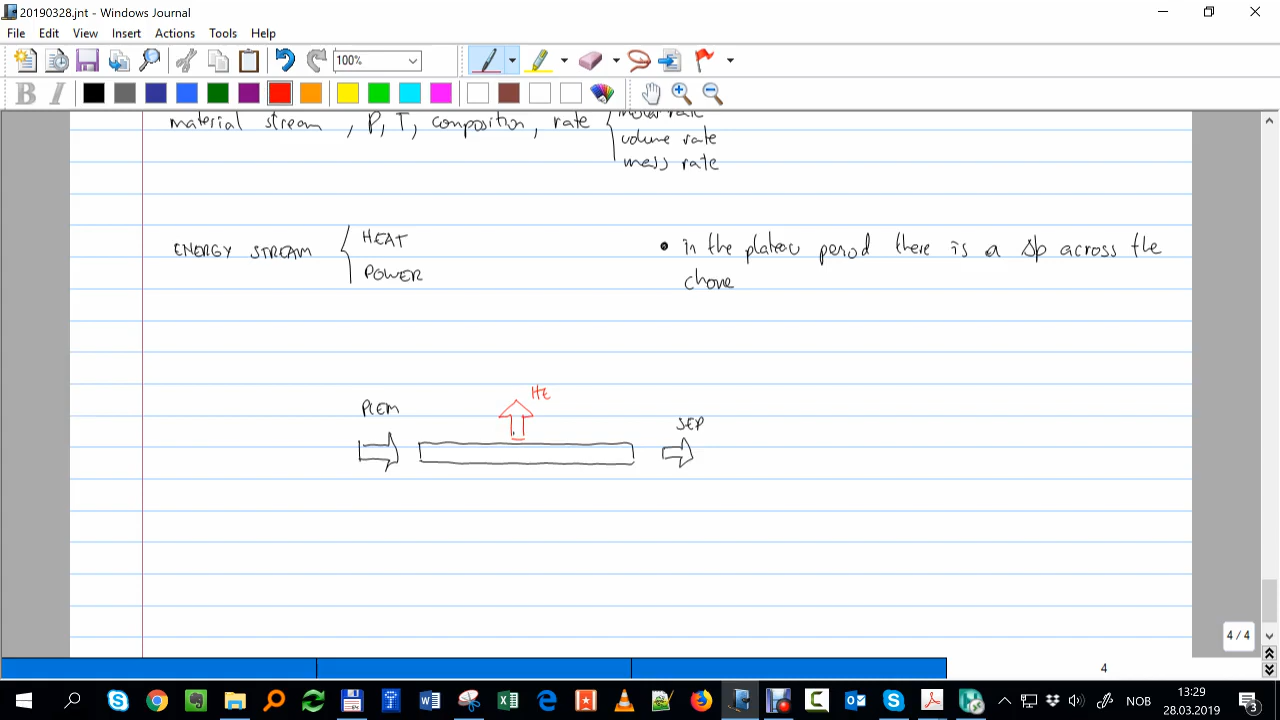 20190328.jnt - Windows Journal
File Edit View Insert Actions Tools Help
100%
B I
material stream , P, T, composition, rate
volume rate
mass rate
ENERGY STREAM
HEAT
POWER
• in the plateau period there is a Δp across the
PLEM
SEP
4 / 4
4
NOB
13:29
28.03.2019
3